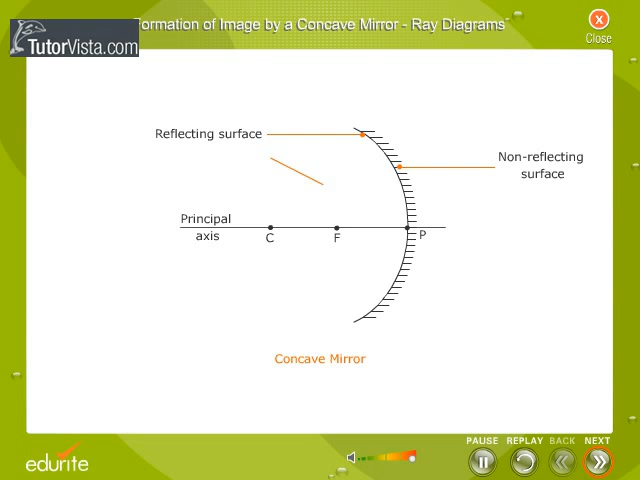 Formation of Image by a Concave Mirror - Ray Diagrams
TutorVista.com
Close
Reflecting surface
Non-reflecting
surface
Principal
axis
C
F
P
Concave Mirror
PAUSE REPLAY BACK NEXT
edurite